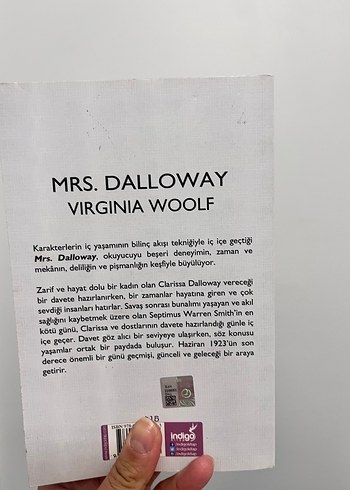 MRS. DALLOWAY
VIRGINIA WOOLF
Karakterlerin iç yaşamının bilinç akışı tekniğiyle iç içe geçtiği
Mrs. Dalloway, okuyucuyu beşeri deneyimin, zaman ve
mekânın, deliliğin ve pişmanlığın keşfiyle büyülüyor.
Zarif ve hayat dolu bir kadın olan Clarissa Dalloway vereceği
bir davete hazırlanırken, bir zamanlar hayatına giren ve çok
sevdiği insanları hatırlar. Savaş sonrası bunalımı yaşayan ve akıl
sağlığını kaybetmek üzere olan Septimus Warren Smith'in en
kötü günü, Clarissa ve dostlarının davete hazırlandığı günle iç
içe geçer. Davet göz alıcı bir seviyeye ulaşırken, söz konusu
yaşamlar ortak bir paydada buluşur. Haziran 1923'ün son
derece önemli bir günü geçmişi, günceli ve geleceği bir araya
getirir.
ISBN 978
indigo